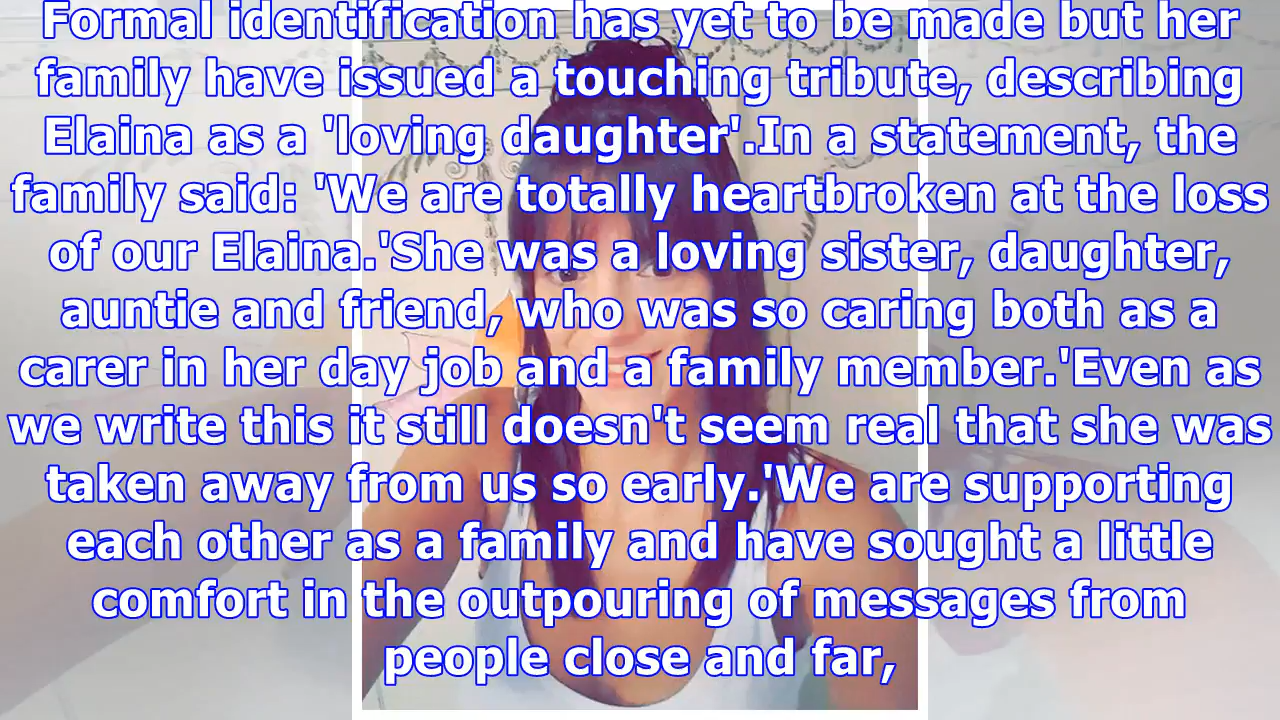 Formal identification has yet to be made but her
family have issued a touching tribute, describing
Elaina as a 'loving daughter'.In a statement, the
family said: 'We are totally heartbroken at the loss
of our Elaina.'She was a loving sister, daughter,
auntie and friend, who was so caring both as a
carer in her day job and a family member.'Even as
we write this it still doesn't seem real that she was
taken away from us so early.'We are supporting
each other as a family and have sought a little
comfort in the outpouring of messages from
people close and far,